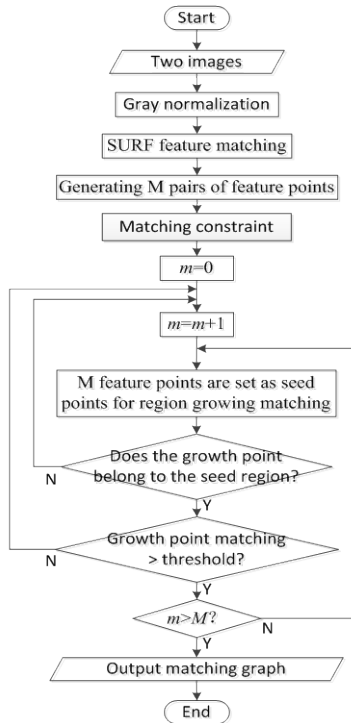 Start
Two images
Gray normalization
SURF feature matching
Generating M pairs of feature points
Matching constraint
m=0
m=m+1
M feature points are set as seed
points for region growing matching
Does the growth point
belong to the seed region?
N
Y
Growth point matching
> threshold?
N
Y
m>M?
N
Y
Output matching graph
End